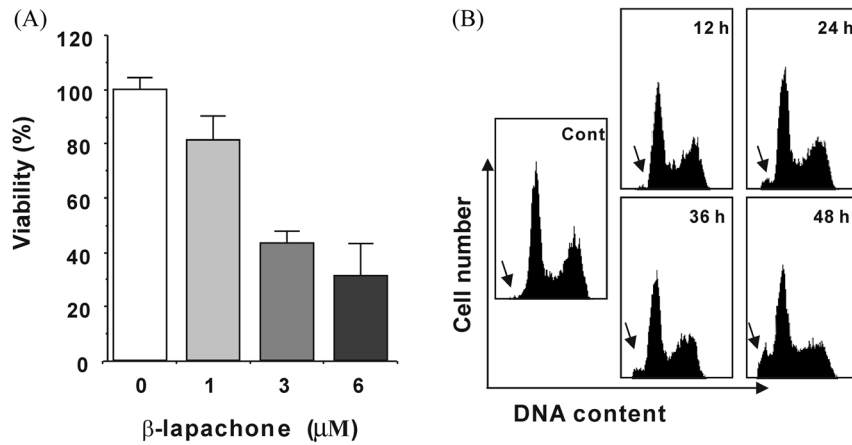 (A)
120
100
80
60
40
20
0
Viability (%)
0 1 3 6
β-lapachone (μM)
(B)
Cont
12 h
24 h
36 h
48 h
Cell number
DNA content